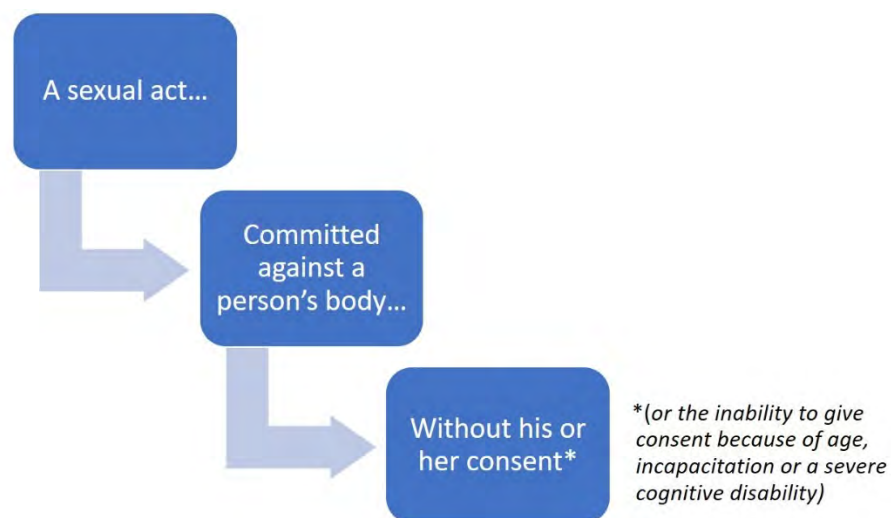 A sexual act…
Committed
against a
person’s body…
Without his or
her consent*
*(or the inability to give
consent because of age,
incapacitation or a severe
cognitive disability)